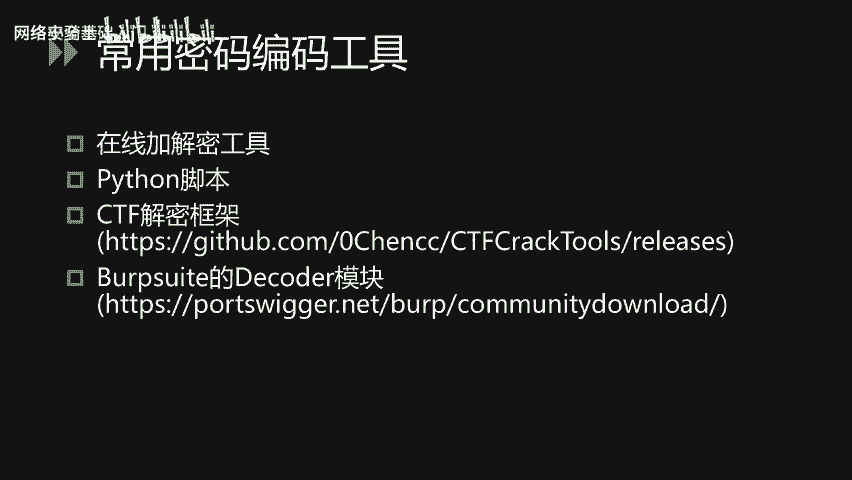 网络安全基础
常用密码编码工具
在线加解密工具
Python脚本
CTF解密框架
(https://github.com/0Chencc/CTFCrackTools/releases)
Burpsuite的Decoder模块
(https://portswigger.net/burp/communitydownload/)